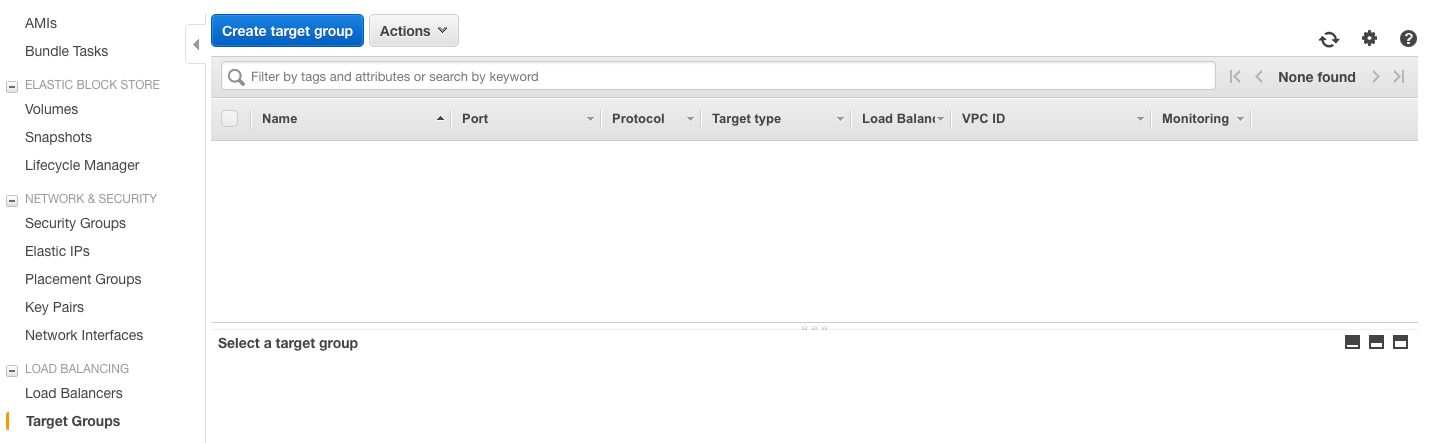 AMIs
Bundle Tasks
ELASTIC BLOCK STORE
Volumes
Snapshots
Lifecycle Manager
NETWORK & SECURITY
Security Groups
Elastic IPs
Placement Groups
Key Pairs
Network Interfaces
LOAD BALANCING
Load Balancers
Target Groups
Create target group Actions
Filter by tags and attributes or search by keyword None found
Name Port Protocol Target type Load Balanc VPC ID Monitoring
Select a target group